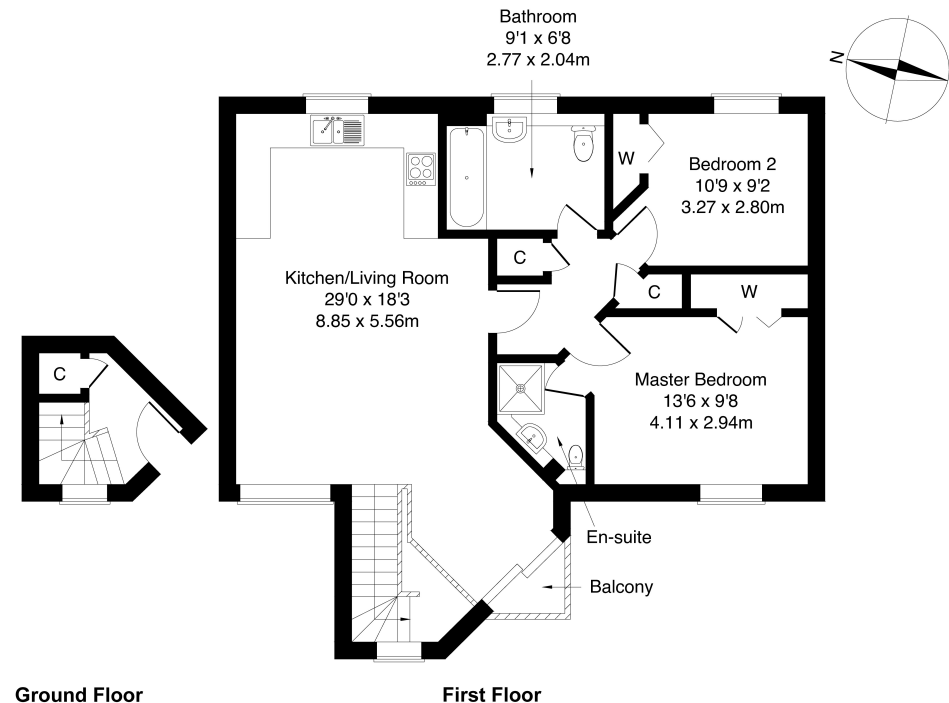 Bathroom
9'1 x 6'8
2.77 x 2.04m
N
W
Bedroom 2
10'9 x 9'2
3.27 x 2.80m
C
Kitchen/Living Room
29'0 x 18'3
8.85 x 5.56m
C
W
C
Master Bedroom
13'6 x 9'8
4.11 x 2.94m
En-suite
Balcony
Ground Floor
First Floor